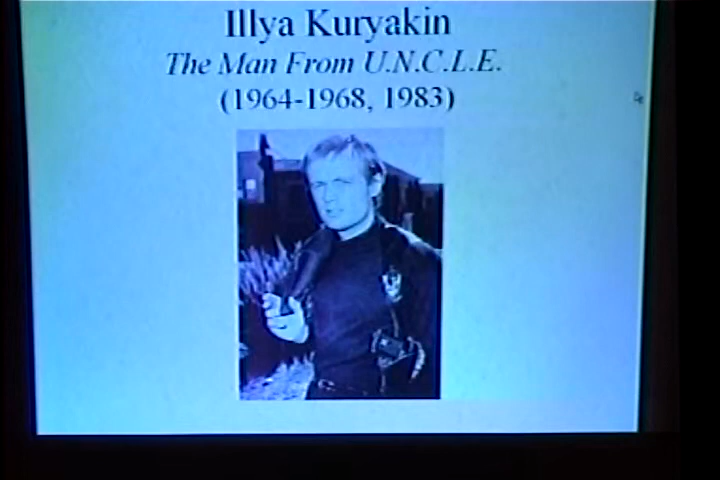 Illya Kuryakin
The Man From U.N.C.L.E.
(1964-1968, 1983)